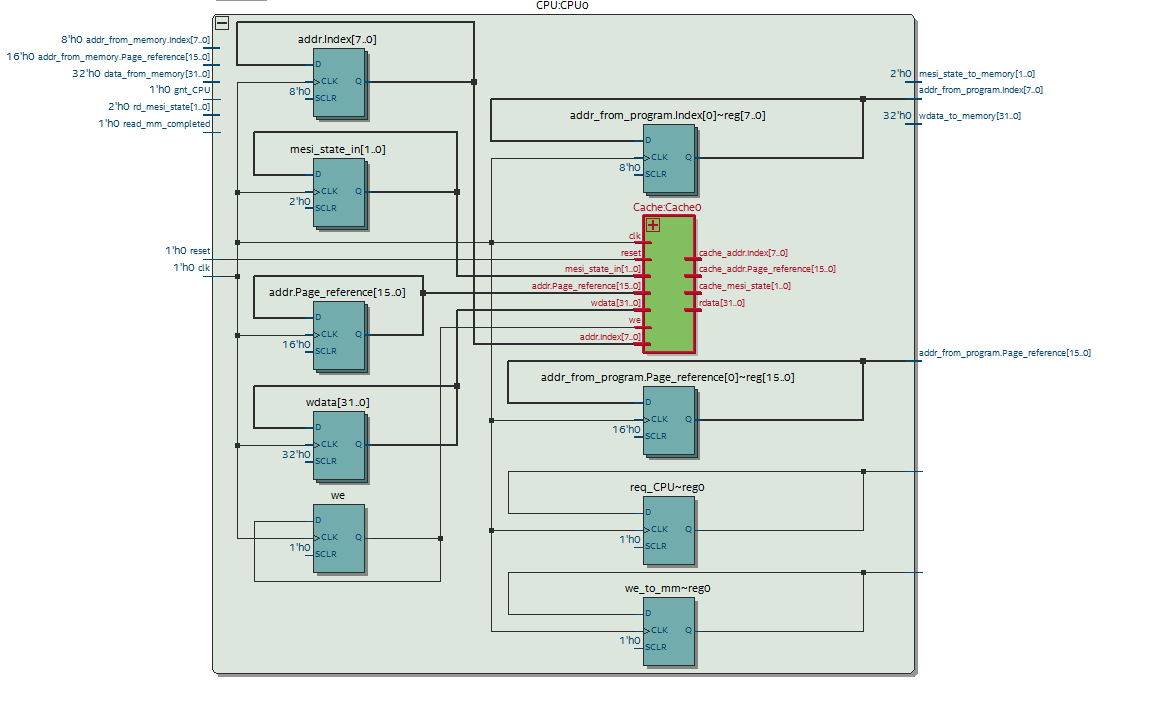 CPU:CPU0
8'h0 addr_from_memory.Index[7..0]
16'h0 addr_from_memory.Page_reference[15..0]
32'h0 data_from_memory[31..0]
1'h0 gnt_CPU
2'h0 rd_mesi_state[1..0]
1'h0 read_mm_completed
1'h0 reset
1'h0 clk
addr.Index[7..0]
D
CLK Q
8'h0
SCLR
mesi_state_in[1..0]
D
CLK Q
2'h0
SCLR
addr.Page_reference[15..0]
D
CLK Q
16'h0
SCLR
wdata[31..0]
D
CLK Q
32'h0
SCLR
we
D
CLK Q
1'h0
SCLR
addr_from_program.Index[0]~reg[7..0]
D
CLK Q
8'h0
SCLR
Cache:Cache0
clk
reset
mesi_state_in[1..0]
addr.Page_reference[15..0]
wdata[31..0]
we
addr.Index[7..0]
cache_addr.Index[7..0]
cache_addr.Page_reference[15..0]
cache_mesi_state[1..0]
rdata[31..0]
addr_from_program.Page_reference[0]~reg[15..0]
D
CLK Q
16'h0
SCLR
req_CPU~reg0
D
CLK Q
1'h0
SCLR
we_to_mm~reg0
D
CLK Q
1'h0
SCLR
2'h0 mesi_state_to_memory[1..0]
addr_from_program.Index[7..0]
32'h0 wdata_to_memory[31..0]
addr_from_program.Page_reference[15..0]